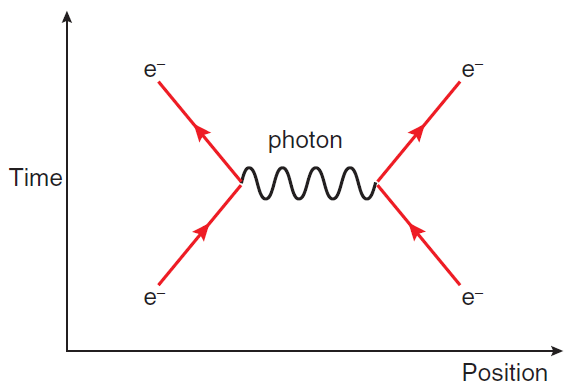 e⁻ e⁻
photon
Time
e⁻ e⁻
Position